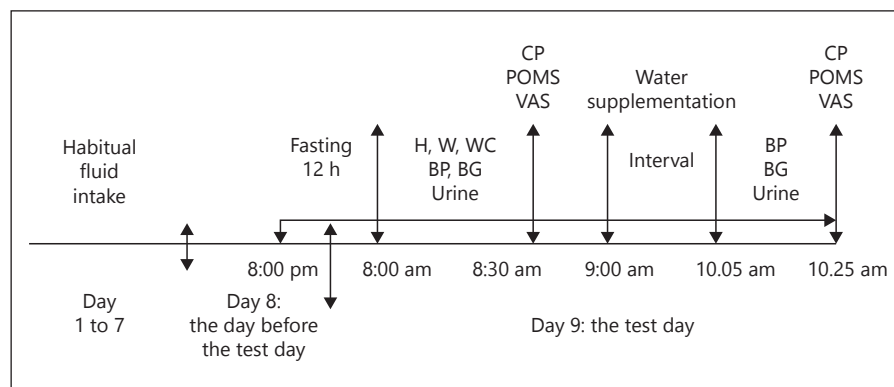 CP
POMS
VAS
Water
supplementation
CP
POMS
VAS
Habitual
fluid
intake
Fasting
12 h
H, W, WC
BP, BG
Urine
Interval
BP
BG
Urine
8:00 pm
8:00 am
8:30 am
9:00 am
10.05 am
10.25 am
Day
1 to 7
Day 8:
the day before
the test day
Day 9: the test day